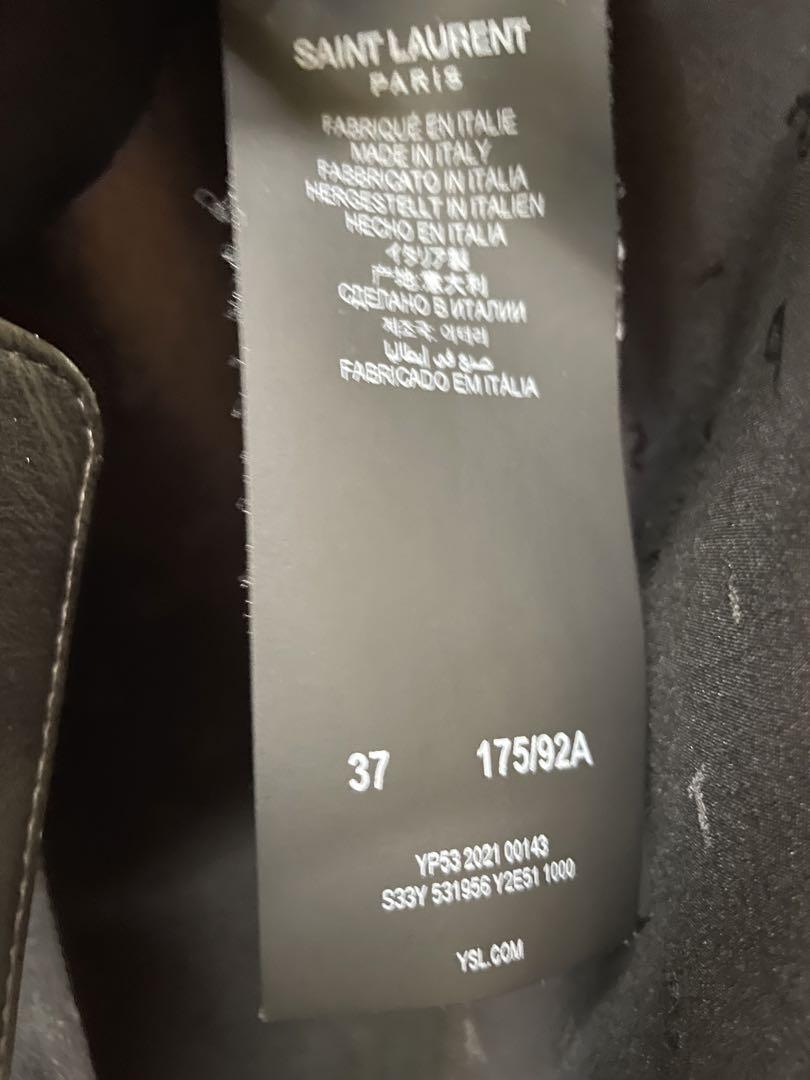 SAINT LAURENT
PARIS
FABRIQUÉ EN ITALIE
MADE IN ITALY
FABBRICATO IN ITALIA
HERGESTELLT IN ITALIEN
HECHO EN ITALIA
イタリア製
产地:意大利
СДЕЛАНО В ИТАЛИИ
제조국: 이태리
صنع في إيطاليا
FABRICADO EM ITÁLIA
37 175/92A
YP53 2021 00143
S33Y 531956 Y2E51 1000
YSL.COM